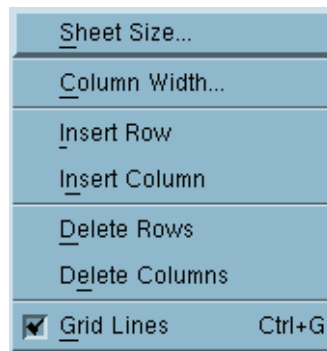 Sheet Size...
Column Width...
Insert Row
Insert Column
Delete Rows
Delete Columns
Grid Lines Ctrl+G